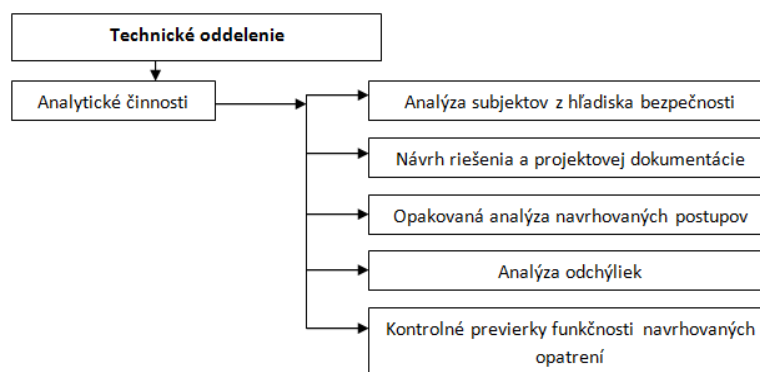 Technické oddelenie
Analytické činnosti
Analýza subjektov z hľadiska bezpečnosti
Návrh riešenia a projektovej dokumentácie
Opakovaná analýza navrhovaných postupov
Analýza odchýliek
Kontrolné previerky funkčnosti navrhovaných
opatrení